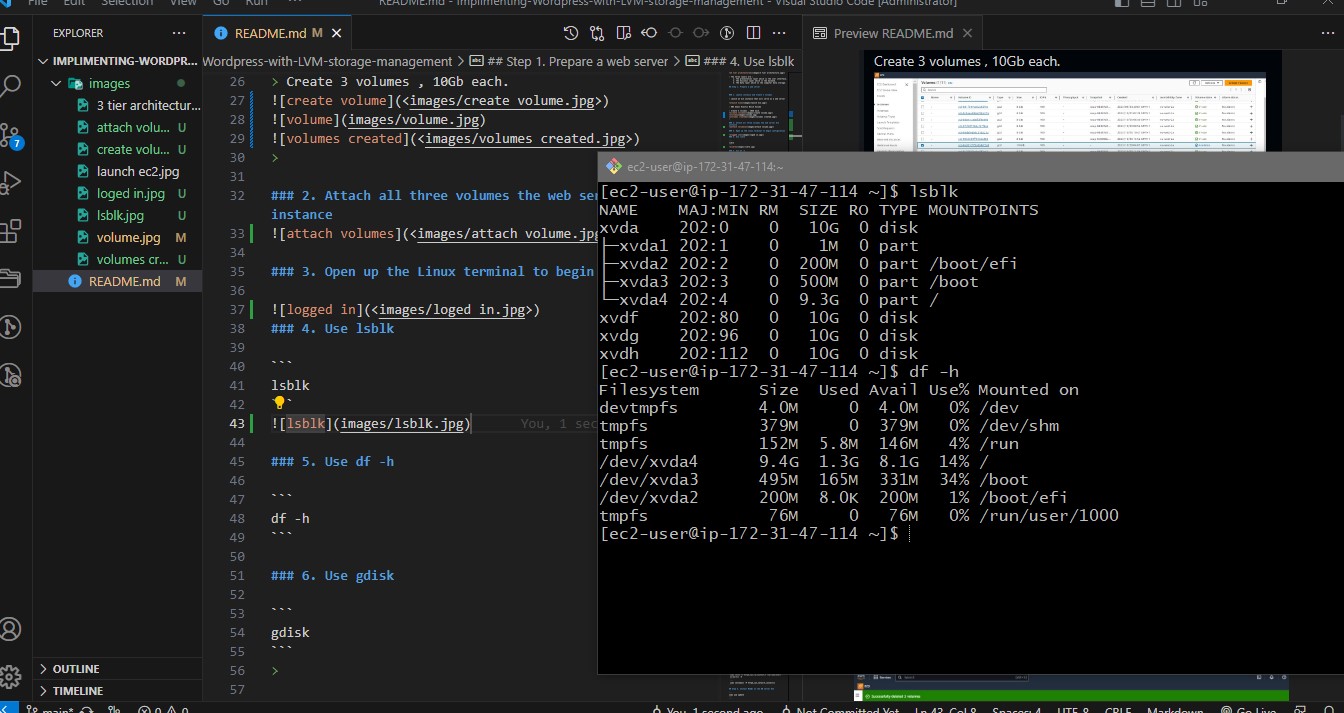 File Edit Selection View Go Run ... README.md - Implimenting-Wordpress-with-LVM-storage-management - Visual Studio Code [Administrator]
EXPLORER ...
IMPLIMENTING-WORDPR...
images
3 tier architectur...
attach volu... U
create volu... U
launch ec2.jpg
loged in.jpg U
lsblk.jpg U
volume.jpg M
volumes cr... U
README.md M
OUTLINE
TIMELINE
7
README.md M
Wordpress-with-LVM-storage-management > ## Step 1. Prepare a web server > ### 4. Use lsblk
26 > Create 3 volumes , 10Gb each.
27 ![create volume](<images/create volume.jpg>)
28 ![volume](images/volume.jpg)
29 ![volumes created](<images/volumes created.jpg>)
30 >
31
32 ### 2. Attach all three volumes the web ser
instance
33 ![attach volumes](<images/attach volume.jpg
34
35 ### 3. Open up the Linux terminal to begin
36
37 ![logged in](<images/loged in.jpg>)
38 ### 4. Use lsblk
39
40 ```
41 lsblk
42 ```
43 ![lsblk](images/lsblk.jpg) You, 1 sec
44
45 ### 5. Use df -h
46
47 ```
48 df -h
49 ```
50
51 ### 6. Use gdisk
52
53 ```
54 gdisk
55 ```
56 >
57
Preview README.md
Create 3 volumes , 10Gb each.
ec2-user@ip-172-31-47-114:~
[ec2-user@ip-172-31-47-114 ~]$ lsblk
NAME MAJ:MIN RM SIZE RO TYPE MOUNTPOINTS
xvda 202:0 0 10G 0 disk
├─xvda1 202:1 0 1M 0 part
├─xvda2 202:2 0 200M 0 part /boot/efi
├─xvda3 202:3 0 500M 0 part /boot
└─xvda4 202:4 0 9.3G 0 part /
xvdf 202:80 0 10G 0 disk
xvdg 202:96 0 10G 0 disk
xvdh 202:112 0 10G 0 disk
[ec2-user@ip-172-31-47-114 ~]$ df -h
Filesystem Size Used Avail Use% Mounted on
devtmpfs 4.0M 0 4.0M 0% /dev
tmpfs 379M 0 379M 0% /dev/shm
tmpfs 152M 5.8M 146M 4% /run
/dev/xvda4 9.4G 1.3G 8.1G 14% /
/dev/xvda3 495M 165M 331M 34% /boot
/dev/xvda2 200M 8.0K 200M 1% /boot/efi
tmpfs 76M 0 76M 0% /run/user/1000
[ec2-user@ip-172-31-47-114 ~]$
main* 0 0 You, 1 second ago Not Committed Yet Ln 43, Col 8 Spaces: 4 UTF-8 CRLF Markdown Go Live